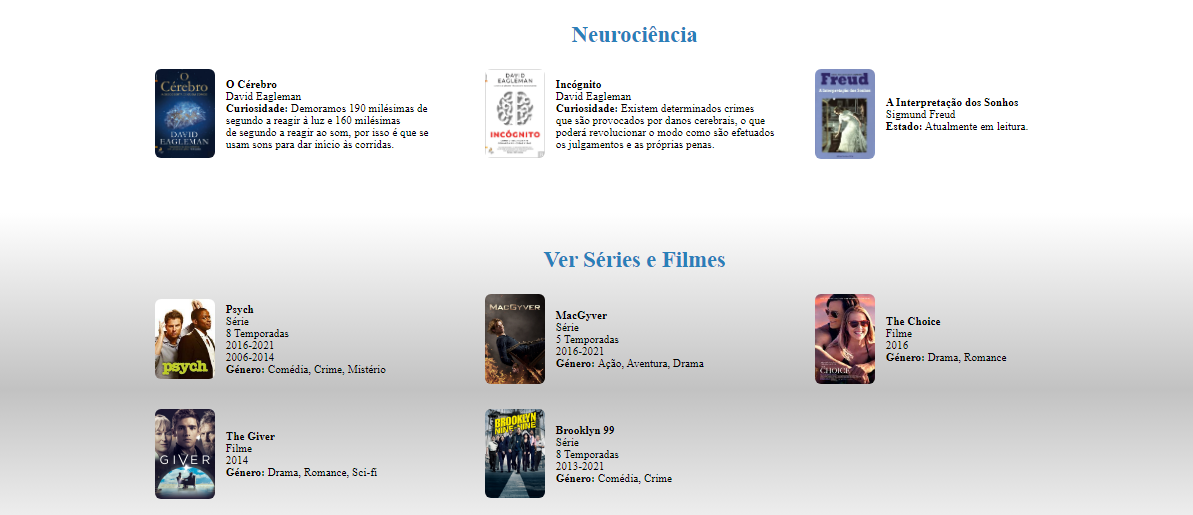 Neurociência
O Cérebro
DAVID
EAGLEMAN
O Cérebro
David Eagleman
Curiosidade: Demoramos 190 milésimas de
segundo a reagir à luz e 160 milésimas
de segundo a reagir ao som, por isso é que se
usam sons para dar inicio às corridas.
DAVID
EAGLEMAN
INCÓGNITO
Incógnito
David Eagleman
Curiosidade: Existem determinados crimes
que são provocados por danos cerebrais, o que
poderá revolucionar o modo como são efetuados
os julgamentos e as próprias penas.
Freud
A Interpretação dos Sonhos
A Interpretação dos Sonhos
Sigmund Freud
Estado: Atualmente em leitura.
Ver Séries e Filmes
psych
Psych
Série
8 Temporadas
2016-2021
2006-2014
Género: Comédia, Crime, Mistério
MACGYVER
MacGyver
Série
5 Temporadas
2016-2021
Género: Ação, Aventura, Drama
CHOICE
The Choice
Filme
2016
Género: Drama, Romance
GIVER
The Giver
Filme
2014
Género: Drama, Romance, Sci-fi
BROOKLYN
NINE-NINE
Brooklyn 99
Série
8 Temporadas
2013-2021
Género: Comédia, Crime